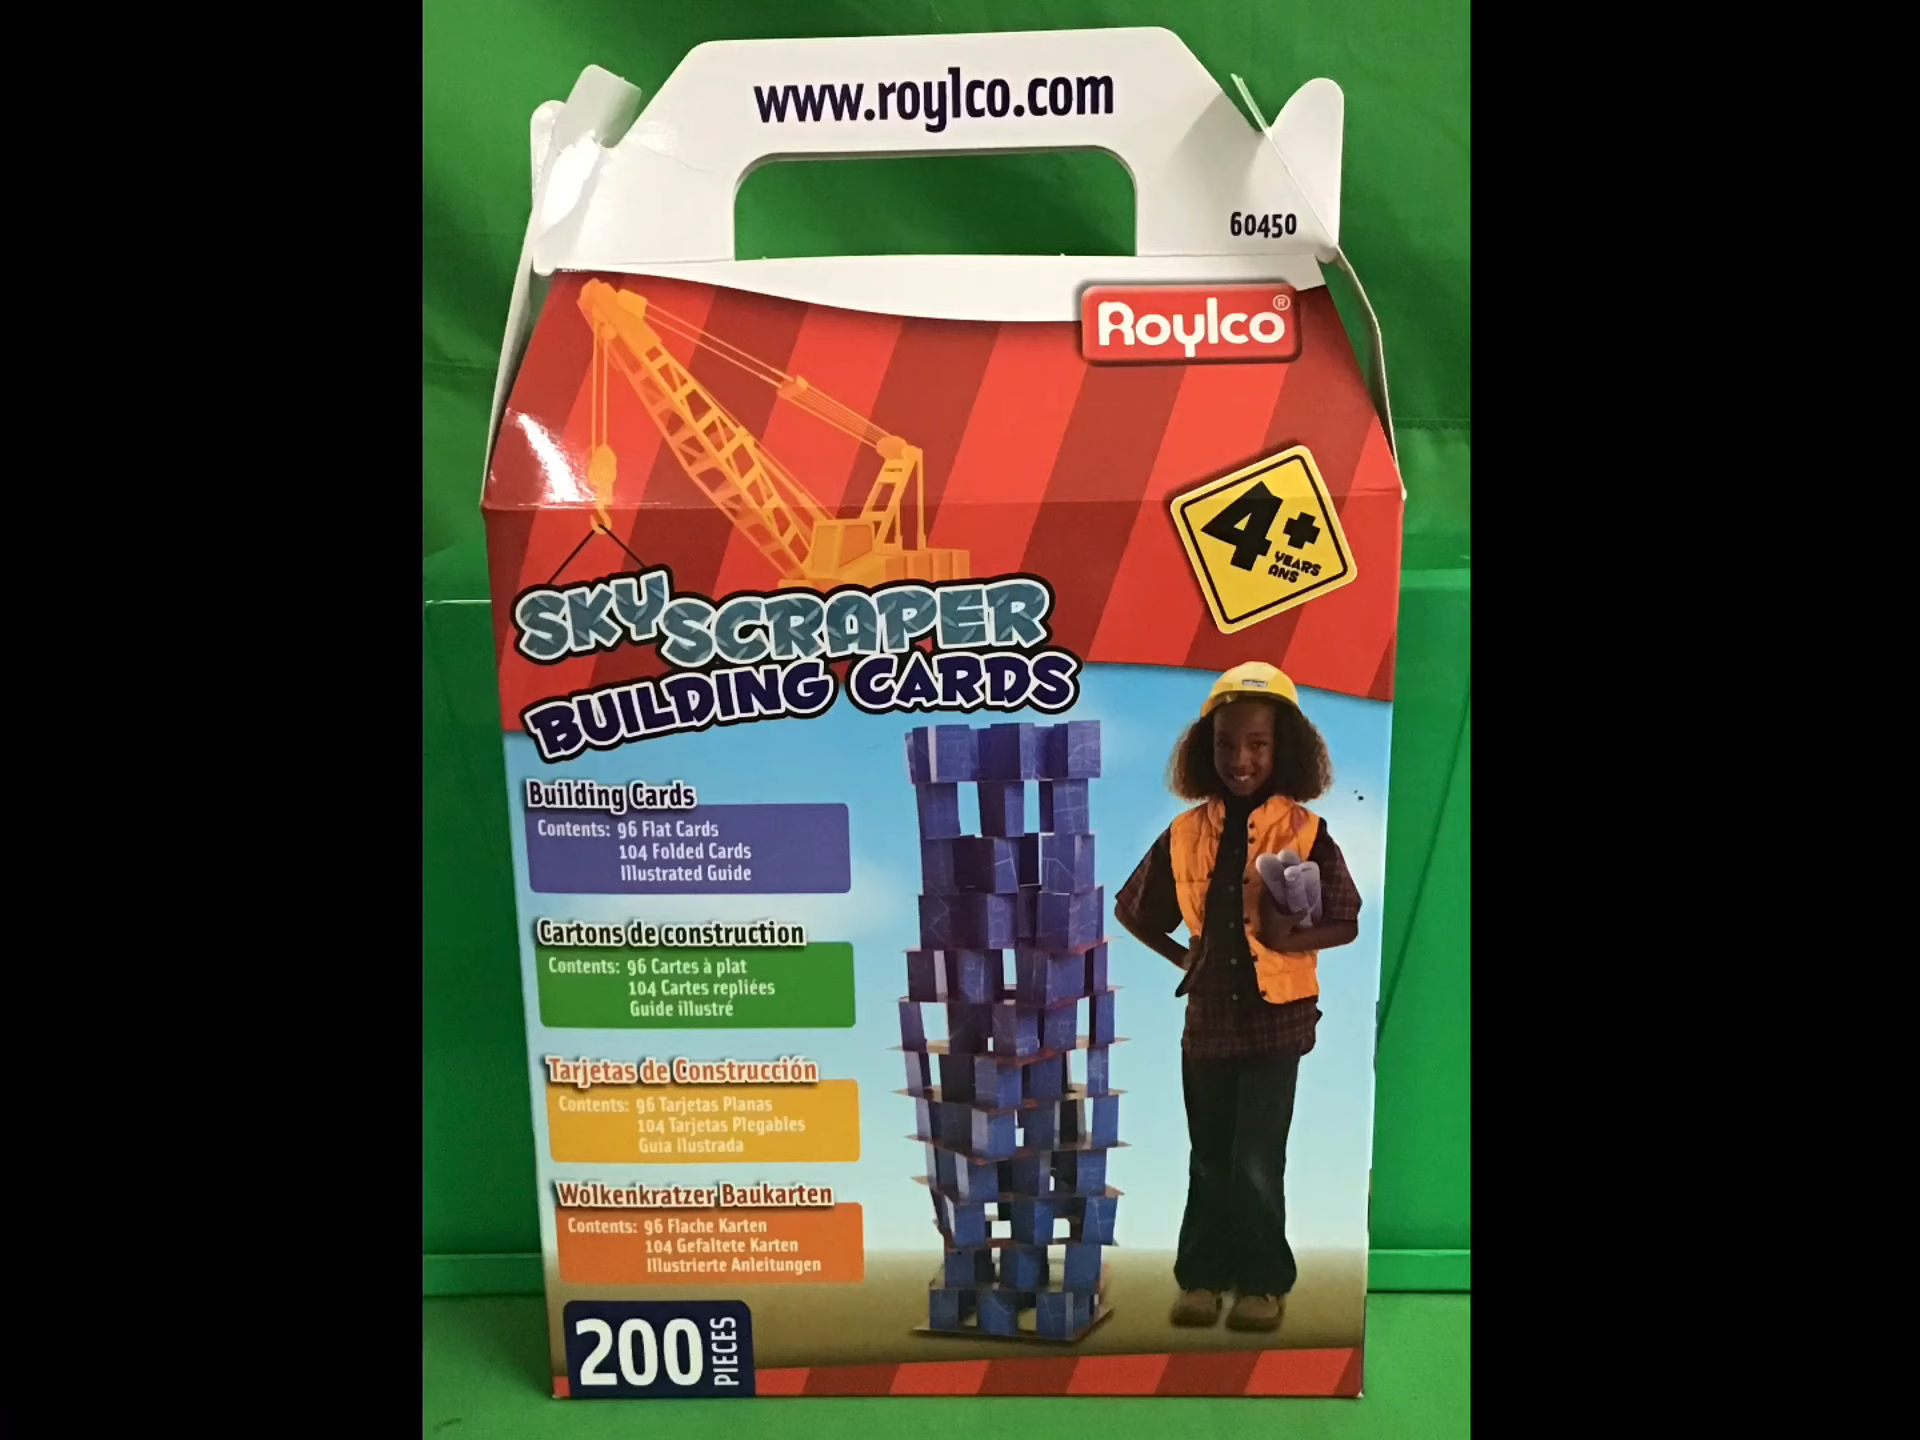 www.roylco.com
60450
Roylco®
4+
YEARS
ANS
SKYSCRAPER
BUILDING CARDS
Building Cards
Contents: 96 Flat Cards
104 Folded Cards
Illustrated Guide
Cartons de construction
Contents: 96 Cartes à plat
104 Cartes repliées
Guide illustré
Tarjetas de Construcción
Contents: 96 Tarjetas Planas
104 Tarjetas Plegables
Guia Ilustrada
Wolkenkratzer Baukarten
Contents: 96 Flache Karten
104 Gefaltete Karten
Illustrierte Anleitungen
200 PIECES